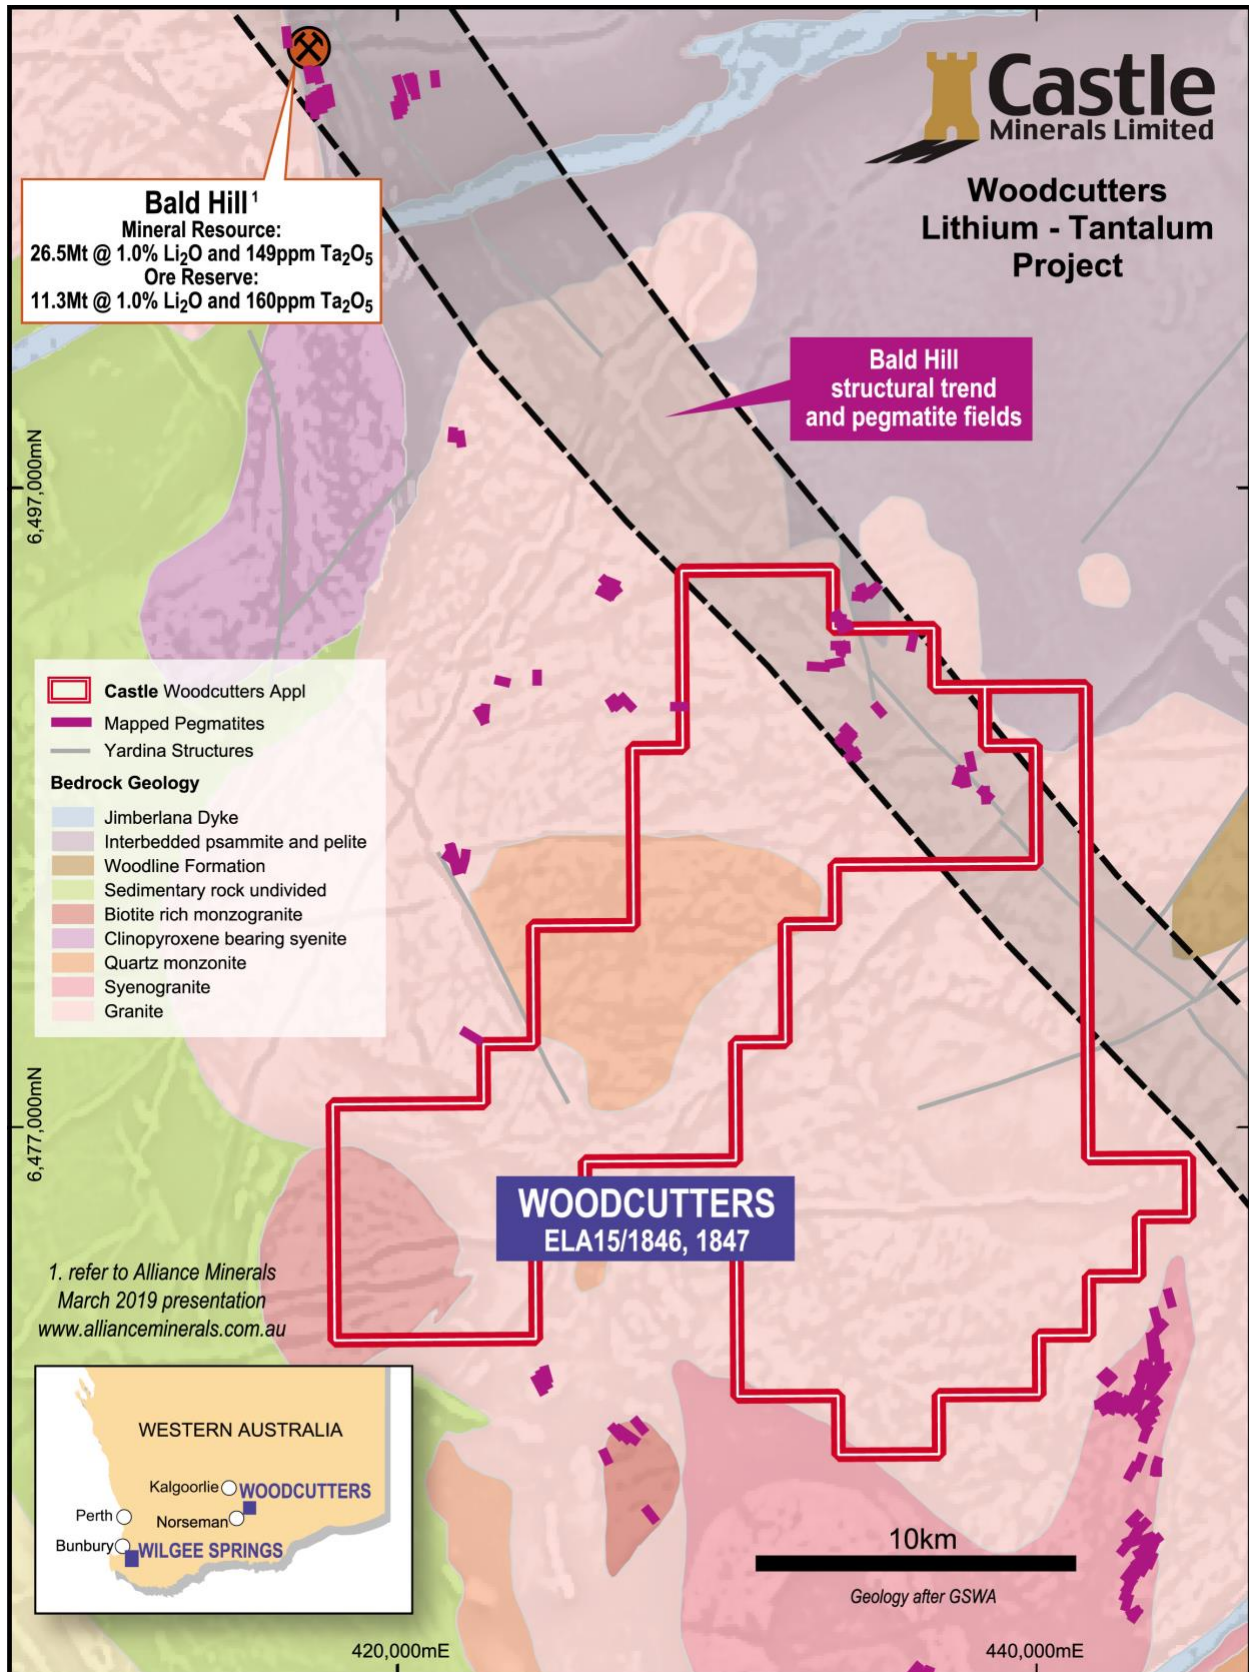 Castle
Minerals Limited
Woodcutters
Lithium - Tantalum
Project
Bald Hill¹
Mineral Resource:
26.5Mt @ 1.0% Li₂O and 149ppm Ta₂O₅
Ore Reserve:
11.3Mt @ 1.0% Li₂O and 160ppm Ta₂O₅
Bald Hill
structural trend
and pegmatite fields
6,497,000mN
Castle Woodcutters Appl
Mapped Pegmatites
Yardina Structures
Bedrock Geology
Jimberlana Dyke
Interbedded psammite and pelite
Woodline Formation
Sedimentary rock undivided
Biotite rich monzogranite
Clinopyroxene bearing syenite
Quartz monzonite
Syenogranite
Granite
6,477,000mN
WOODCUTTERS
ELA15/1846, 1847
1. refer to Alliance Minerals
March 2019 presentation
www.allianceminerals.com.au
WESTERN AUSTRALIA
Kalgoorlie
WOODCUTTERS
Perth
Norseman
Bunbury
WILGEE SPRINGS
10km
Geology after GSWA
420,000mE
440,000mE